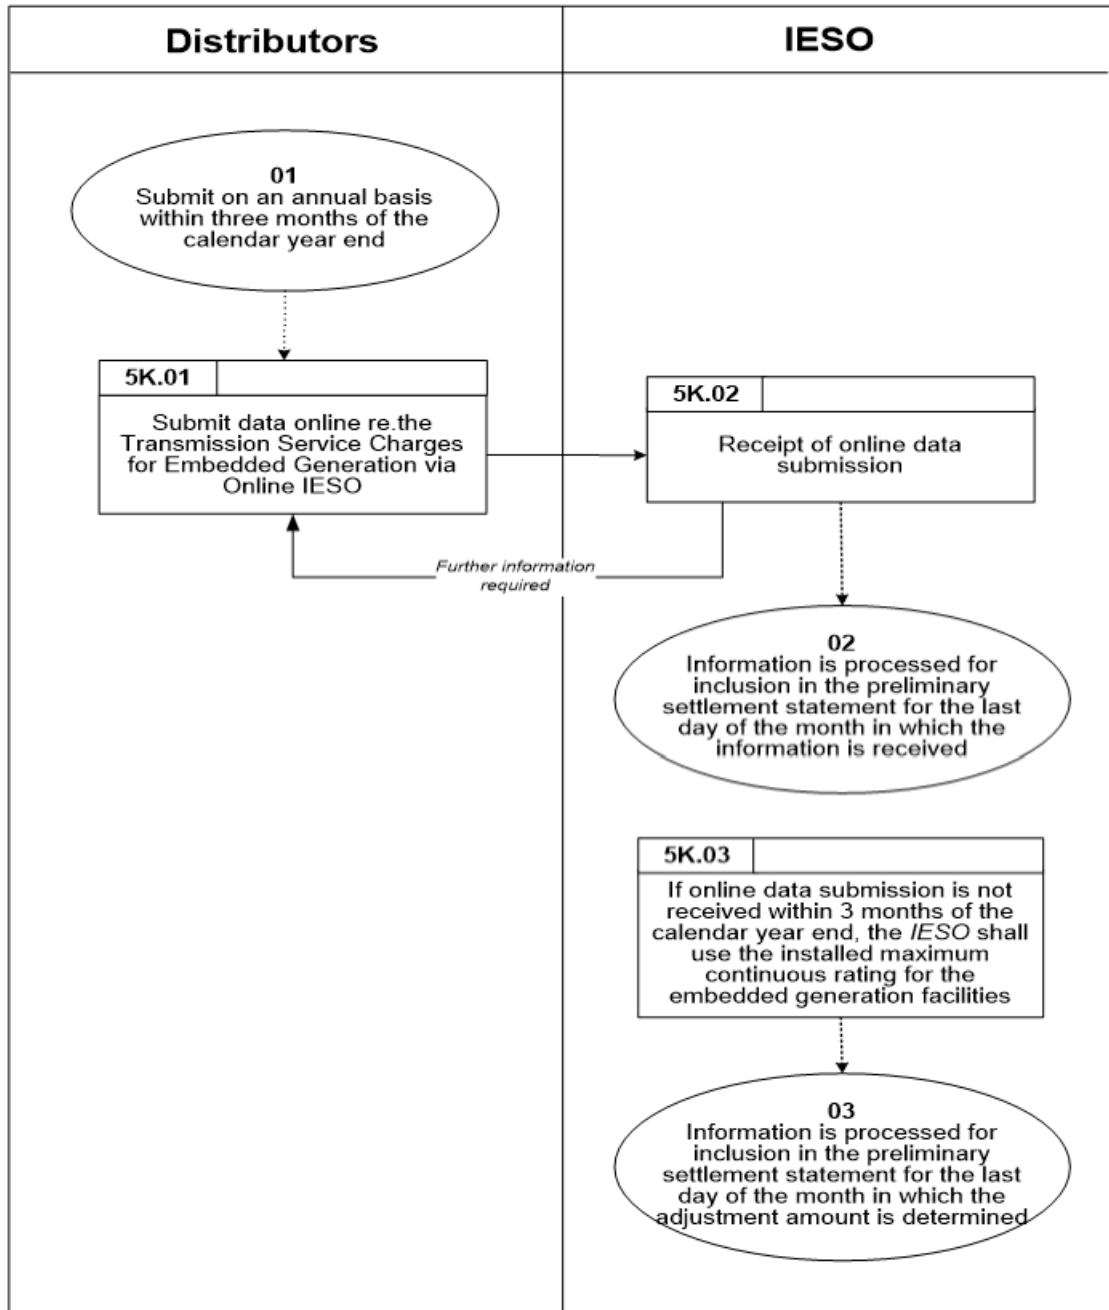 Distributors
IESO
01
Submit on an annual basis
within three months of the
calendar year end
5K.01
Submit data online re.the
Transmission Service Charges
for Embedded Generation via
Online IESO
5K.02
Receipt of online data
submission
Further information
required
02
Information is processed for
inclusion in the preliminary
settlement statement for the last
day of the month in which the
information is received
5K.03
If online data submission is not
received within 3 months of the
calendar year end, the IESO shall
use the installed maximum
continuous rating for the
embedded generation facilities
03
Information is processed for
inclusion in the preliminary
settlement statement for the last
day of the month in which the
adjustment amount is determined